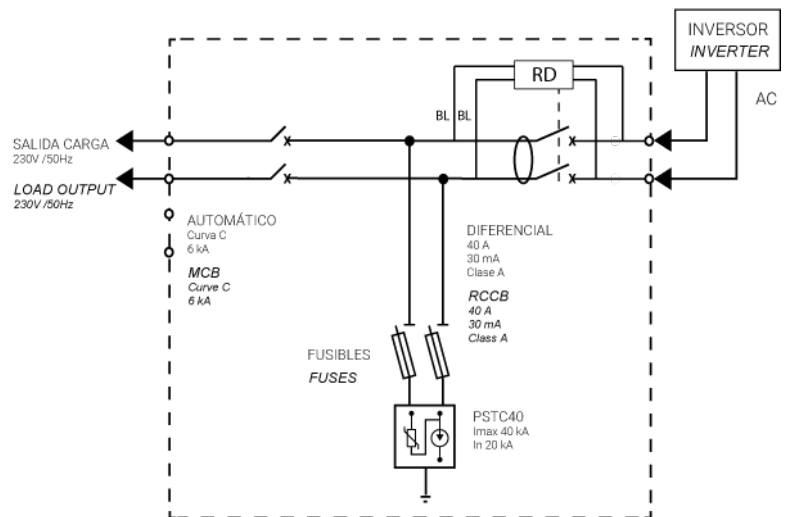 INVERSOR
INVERTER
AC
RD
BL BL
SALIDA CARGA
230V /50Hz
LOAD OUTPUT
230V /50Hz
AUTOMÁTICO
Curva C
6 kA
MCB
Curve C
6 kA
DIFERENCIAL
40 A
30 mA
Clase A
RCCB
40 A
30 mA
Class A
FUSIBLES
FUSES
PSTC40
Imax 40 kA
In 20 kA